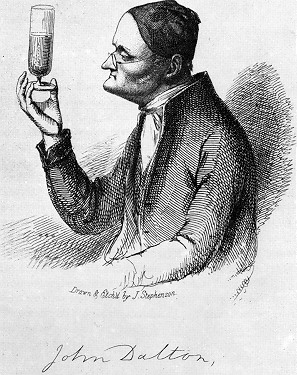 Drawn & Etch'd by J. Stephenson.
John Dalton,